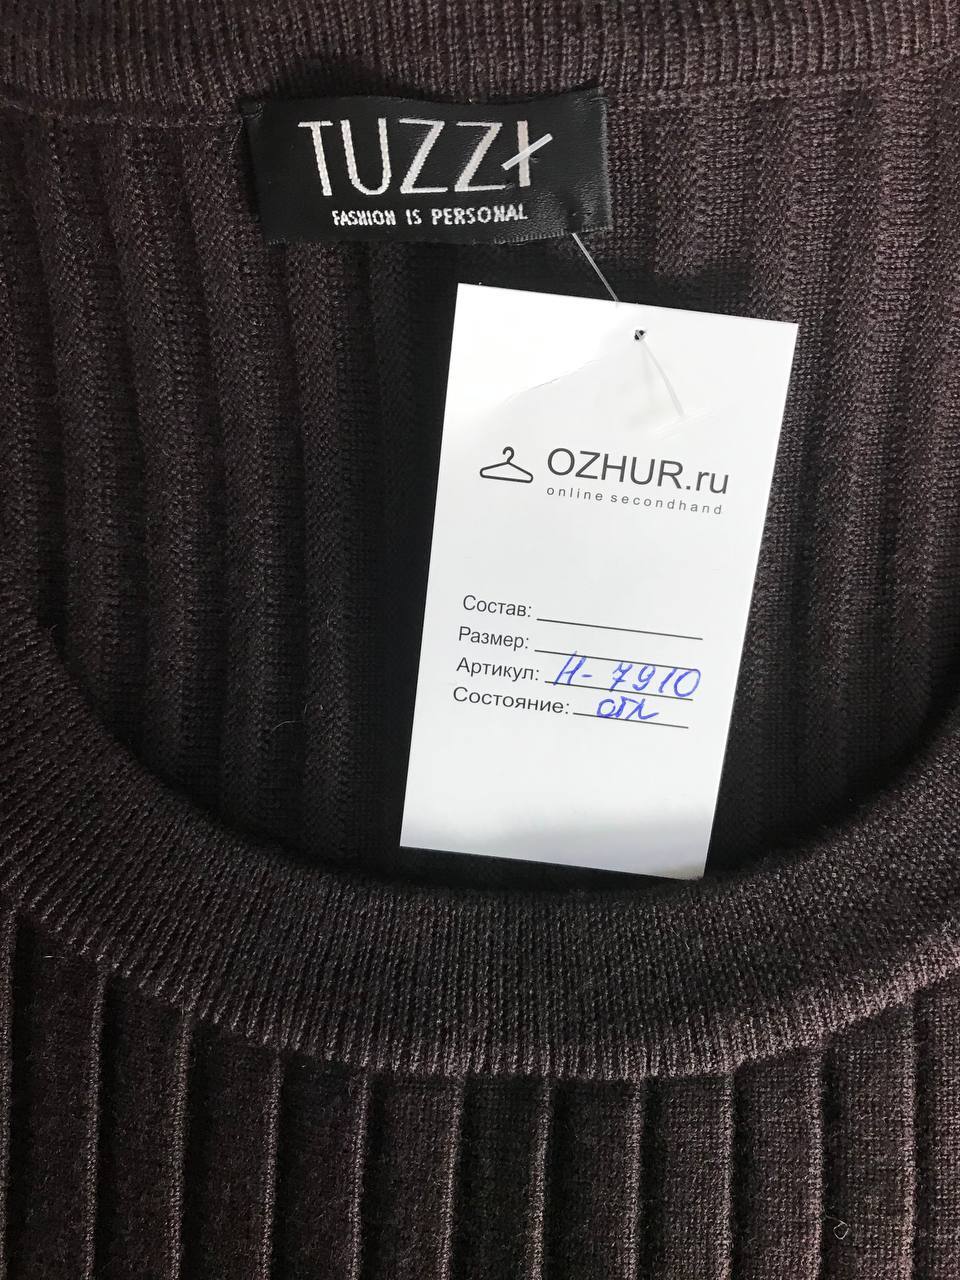 TUZZI
FASHION IS PERSONAL
OZHUR.ru
online secondhand
Состав:
Размер:
Артикул: Н-7910
Состояние: отл